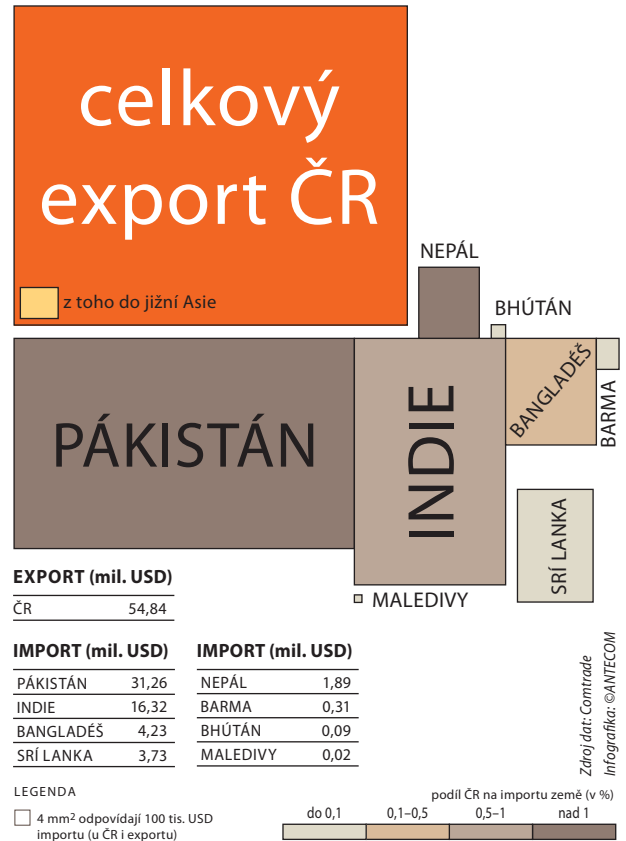 celkový
export ČR
z toho do jižní Asie
NEPÁL
BHÚTÁN
PÁKISTÁN
INDIE
BANGLADÉŠ
BARMA
SRÍ LANKA
MALEDIVY
EXPORT (mil. USD)
ČR 54,84
IMPORT (mil. USD)
PÁKISTÁN 31,26
INDIE 16,32
BANGLADÉŠ 4,23
SRÍ LANKA 3,73
IMPORT (mil. USD)
NEPÁL 1,89
BARMA 0,31
BHÚTÁN 0,09
MALEDIVY 0,02
Zdroj dat: Comtrade
Infografika: ©ANTECOM
LEGENDA
4 mm² odpovídají 100 tis. USD
importu (u ČR i exportu)
podíl ČR na importu země (v %)
do 0,1 0,1–0,5 0,5–1 nad 1